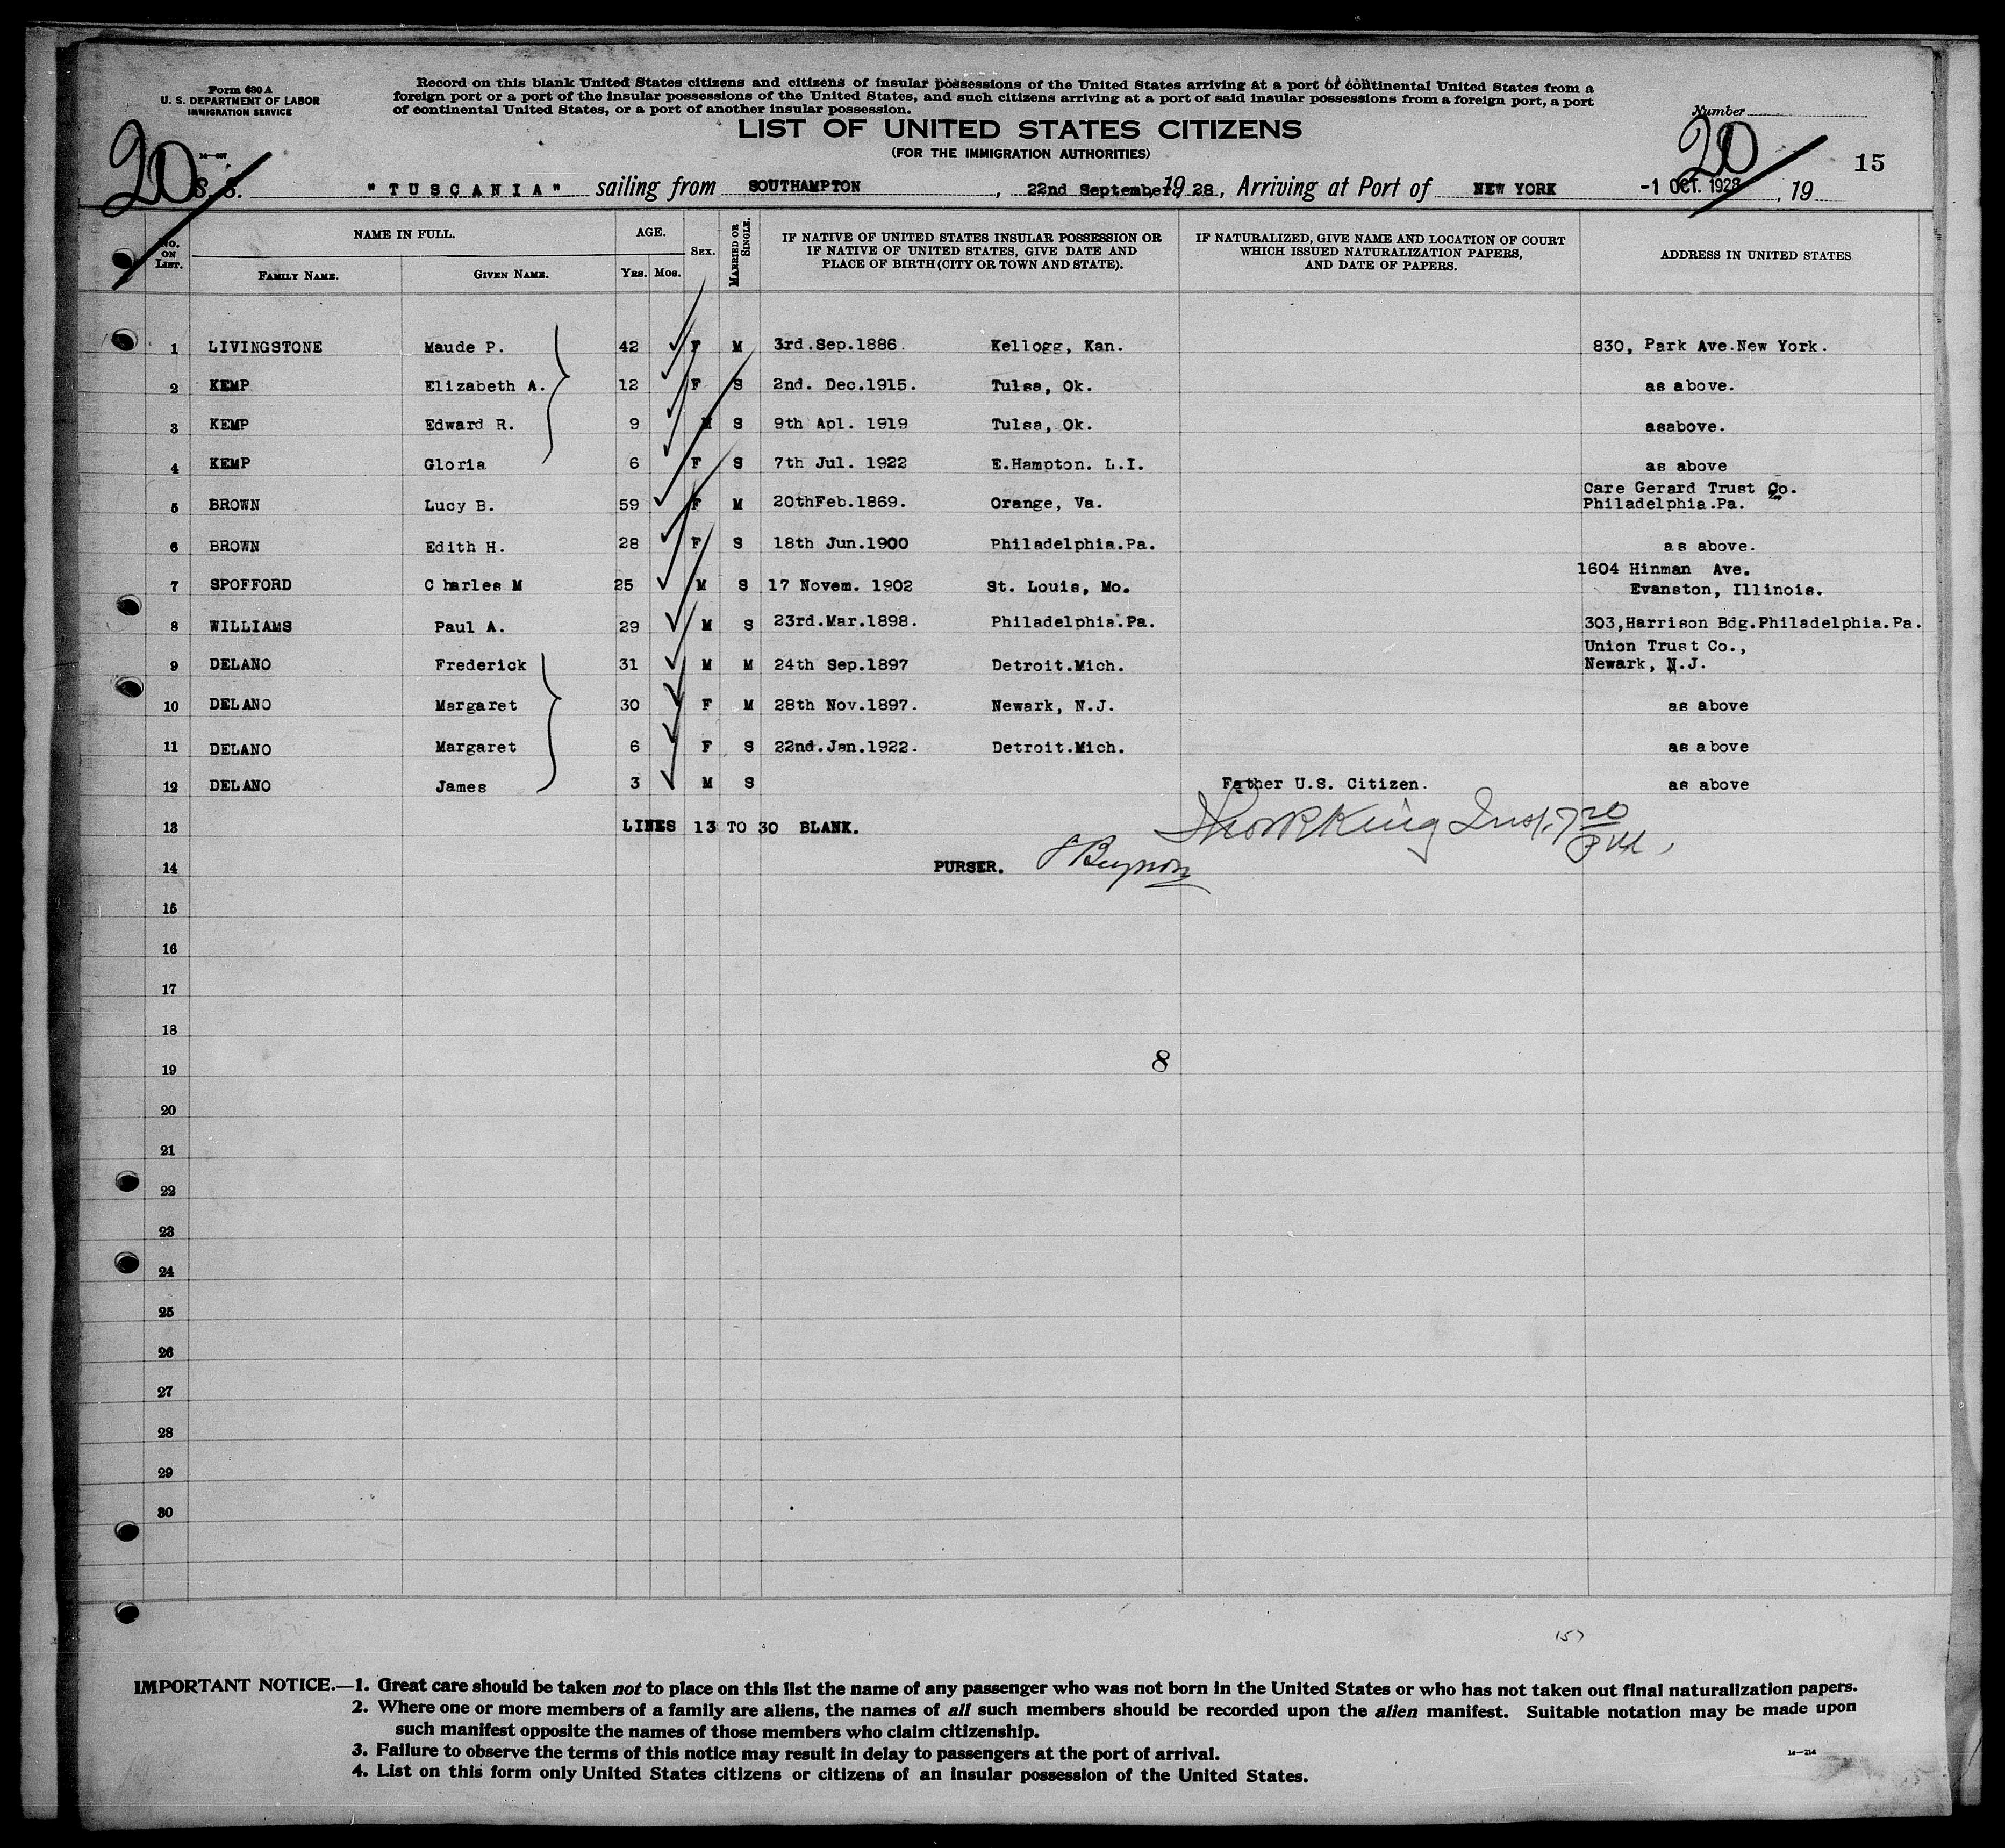 Form 630 A
U. S. DEPARTMENT OF LABOR
IMMIGRATION SERVICE
Record on this blank United States citizens and citizens of insular possessions of the United States arriving at a port of continental United States from a
foreign port or a port of the insular possessions of the United States, and such citizens arriving at a port of said insular possessions from a foreign port, a port
of continental United States, or a port of another insular possession.
LIST OF UNITED STATES CITIZENS
(FOR THE IMMIGRATION AUTHORITIES)
Number
20
20
15
S. S. "TUSCANIA" sailing from SOUTHAMPTON, 22nd September, 1928, Arriving at Port of NEW YORK -1 OCT. 1928, 19
No. ON LIST.
NAME IN FULL.
FAMILY NAME.
GIVEN NAME.
AGE.
YRS.
MOS.
SEX.
MARRIED OR SINGLE.
IF NATIVE OF UNITED STATES INSULAR POSSESSION OR
IF NATIVE OF UNITED STATES, GIVE DATE AND
PLACE OF BIRTH (CITY OR TOWN AND STATE).
IF NATURALIZED, GIVE NAME AND LOCATION OF COURT
WHICH ISSUED NATURALIZATION PAPERS,
AND DATE OF PAPERS.
ADDRESS IN UNITED STATES
1 LIVINGSTONE Maude P. 42 F M 3rd.Sep.1886. Kellogg, Kan. 830, Park Ave.New York.
2 KEMP Elizabeth A. 12 F S 2nd. Dec.1915. Tulsa, Ok. as above.
3 KEMP Edward R. 9 M S 9th Apl. 1919 Tulsa, Ok. asabove.
4 KEMP Gloria 6 F S 7th Jul. 1922 E.Hampton. L.I. as above
5 BROWN Lucy B. 59 F M 20thFeb.1869. Orange, Va. Care Gerard Trust Co.
Philadelphia.Pa.
6 BROWN Edith H. 28 F S 18th Jun.1900 Philadelphia.Pa. as above.
7 SPOFFORD Charles M 25 M S 17 Novem. 1902 St. Louis, Mo. 1604 Hinman Ave.
Evanston, Illinois.
8 WILLIAMS Paul A. 29 M S 23rd.Mar.1898. Philadelphia.Pa. 303,Harrison Bdg.Philadelphia.Pa.
9 DELANO Frederick 31 M M 24th Sep.1897 Detroit.Mich. Union Trust Co.,
Newark, N.J.
10 DELANO Margaret 30 F M 28th Nov.1897. Newark, N.J. as above
11 DELANO Margaret 6 F S 22nd.Jan.1922. Detroit.Mich. as above
12 DELANO James 3 M S Father U.S. Citizen. as above
13 LINES 13 TO 30 BLANK.
King Insp. 7 20
14 PURSER.
15
16
17
18
19
8
20
21
22
23
24
25
26
27
28
29
30
IMPORTANT NOTICE.—1. Great care should be taken not to place on this list the name of any passenger who was not born in the United States or who has not taken out final naturalization papers.
2. Where one or more members of a family are aliens, the names of all such members should be recorded upon the alien manifest. Suitable notation may be made upon
such manifest opposite the names of those members who claim citizenship.
3. Failure to observe the terms of this notice may result in delay to passengers at the port of arrival.
4. List on this form only United States citizens or citizens of an insular possession of the United States.